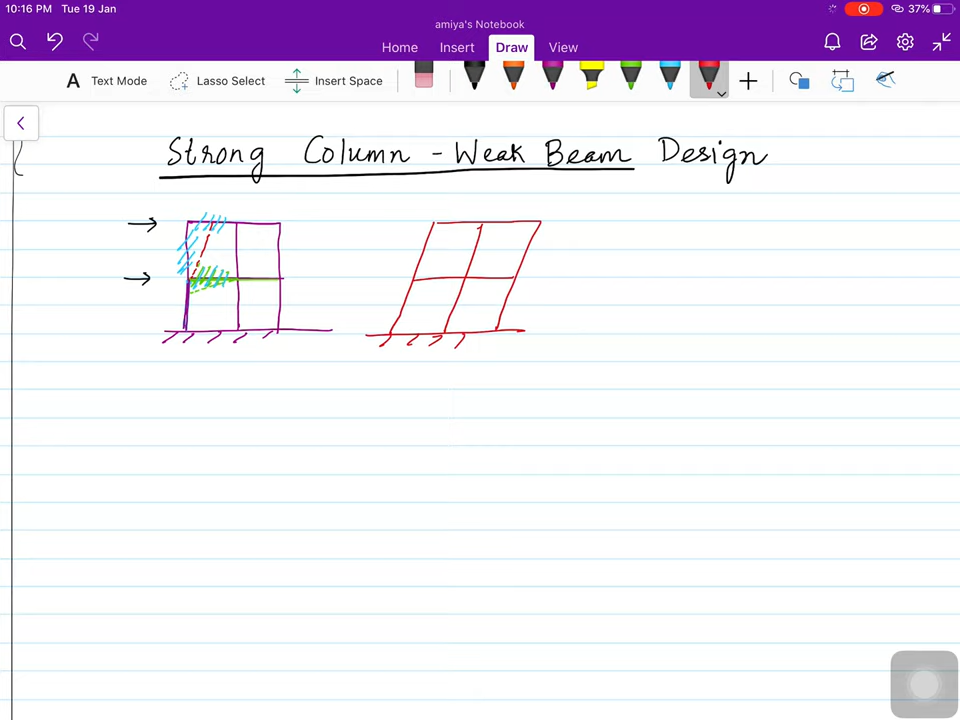 10:16 PM Tue 19 Jan
37%
amiya's Notebook
Home Insert Draw View
A Text Mode Lasso Select Insert Space
Strong Column - Weak Beam Design